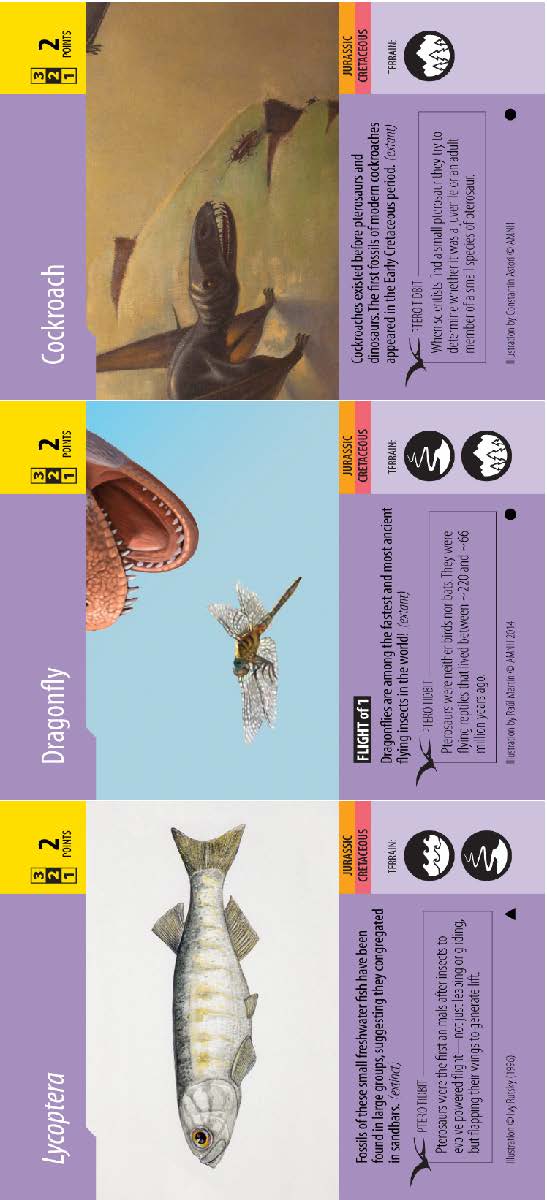 Cockroach
3
2
1
2
POINTS
JURASSIC
CRETACEOUS
TERRAIN:
Cockroaches existed before pterosaurs and
dinosaurs. The first fossils of modern cockroaches
appeared in the Early Cretaceous period. (extant)
PTERO TIDBIT
When scientists find a small pterosaur, they try to
determine whether it was a juvenile or an adult
member of a small species of pterosaur.
Illustration by Constantin Astori © AMNH
Dragonfly
3
2
1
2
POINTS
JURASSIC
CRETACEOUS
TERRAIN:
FLIGHT of 1
Dragonflies are among the fastest and most ancient
flying insects in the world! (extant)
PTERO TIDBIT
Pterosaurs were neither birds nor bats. They were
flying reptiles that lived between ~220 and ~66
million years ago.
Illustration by Raúl Martin © AMNH 2014
Lycoptera
3
2
1
2
POINTS
JURASSIC
CRETACEOUS
TERRAIN:
Fossils of these small freshwater fish have been
found in large groups, suggesting they congregated
in sandbars. (extinct)
PTERO TIDBIT
Pterosaurs were the first animals after insects to
evolve powered flight—not just leaping or gliding,
but flapping their wings to generate lift.
Illustration © Ivy Rutsky (1990)